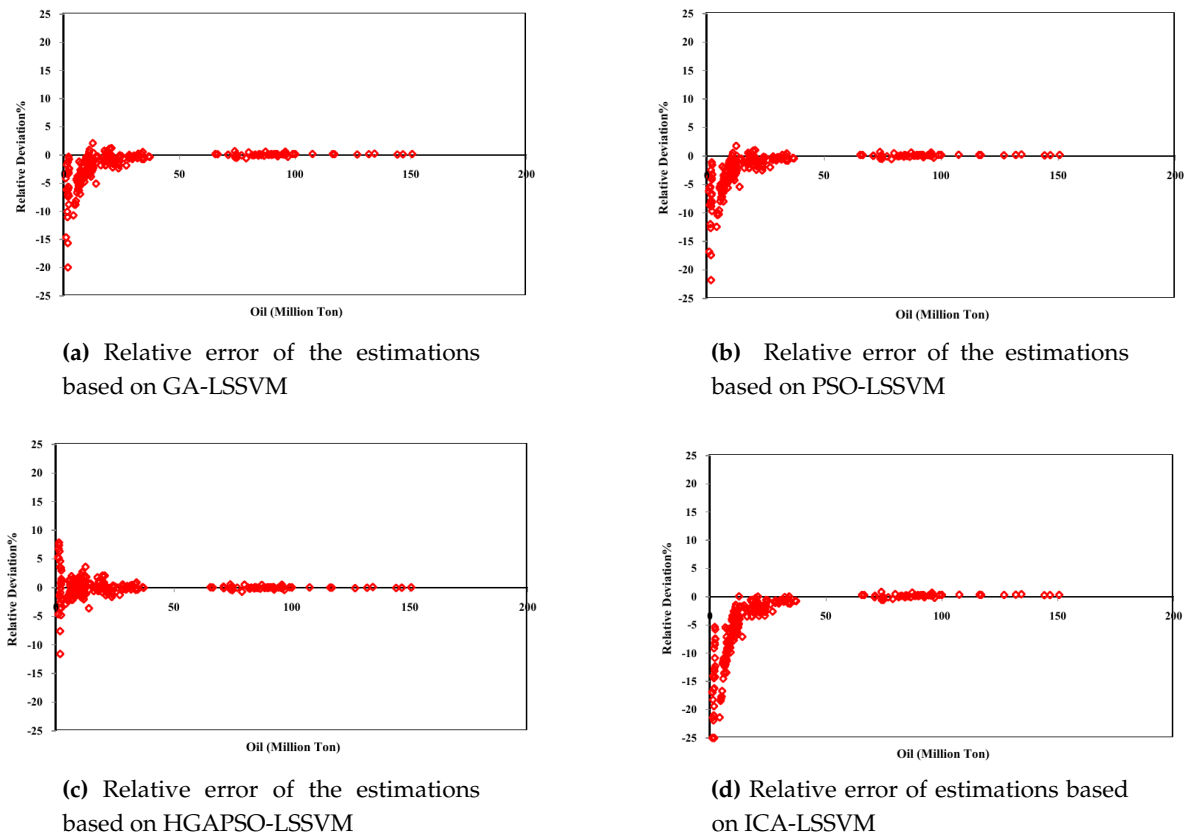 25
20
15
10
5
0
-5
-10
-15
-20
-25
0 50 100 150 200
Relative Deviation%
Oil (Million Ton)
(a) Relative error of the estimations
based on GA-LSSVM
25
20
15
10
5
0
-5
-10
-15
-20
-25
0 50 100 150 200
Relative Deviation%
Oil (Million Ton)
(b) Relative error of the estimations
based on PSO-LSSVM
25
20
15
10
5
0
-5
-10
-15
-20
-25
0 50 100 150 200
Relative Deviation%
Oil (Million Ton)
(c) Relative error of the estimations
based on HGAPSO-LSSVM
25
20
15
10
5
0
-5
-10
-15
-20
-25
0 50 100 150 200
Relative Deviation%
Oil (Million Ton)
(d) Relative error of estimations based
on ICA-LSSVM